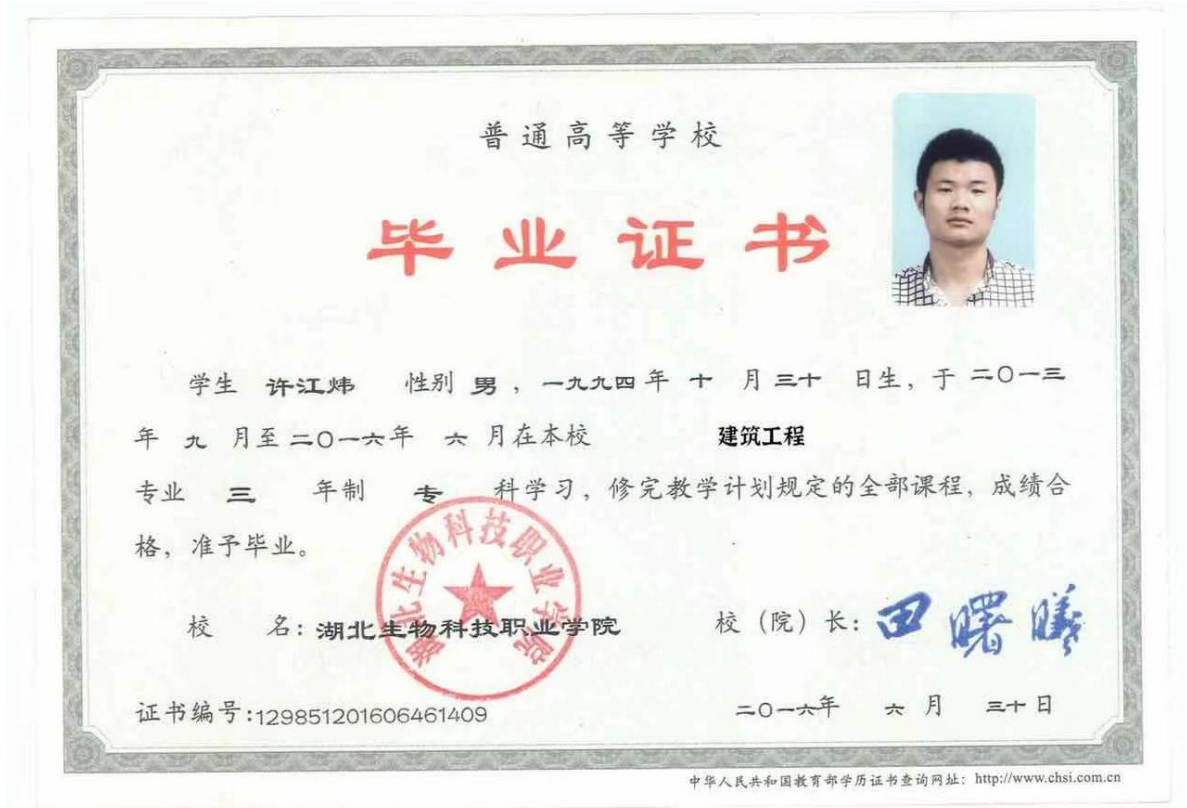 普通高等学校
毕业证书
学生 许江炜 性别 男 ，一九九四 年 十 月 三十 日生，于 二〇一三
年 九 月至 二〇一六年 六 月在本校 建筑工程
专业 三 年制 专 科学习，修完教学计划规定的全部课程，成绩合
格，准予毕业。
湖北生物科技职业学院
校 名：湖北生物科技职业学院 校（院）长：田曙曦
证书编号：129851201606461409 二〇一六年 六 月 三十 日
中华人民共和国教育部学历证书查询网址：http://www.chsi.com.cn